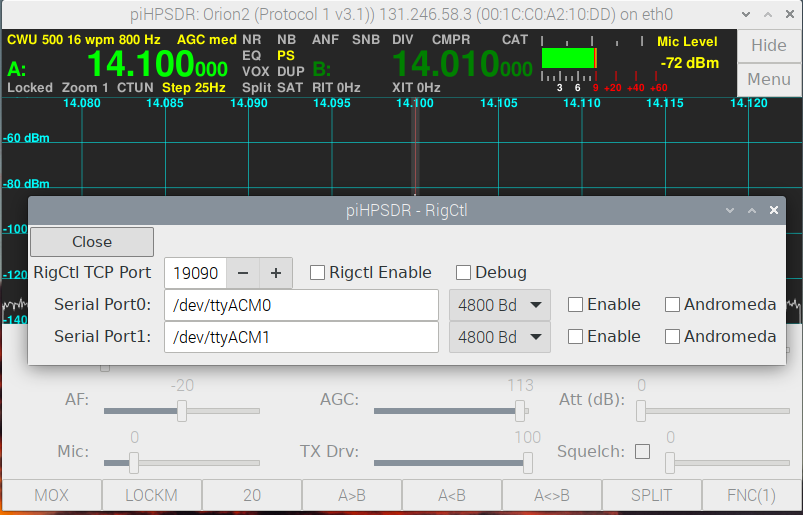 piHPSDR: Orion2 (Protocol 1 v3.1)) 131.246.58.3 (00:1C:C0:A2:10:DD) on eth0
CWU 500 16 wpm 800 Hz AGC med NR NB ANF SNB DIV CMPR CAT
EQ PS
A: 14.100000 VOX DUP B: 14.010000
Locked Zoom 1 CTUN Step 25Hz Split SAT RIT 0Hz XIT 0Hz
Mic Level
-72 dBm
3 6 9 +20 +40 +60
Hide
Menu
14.080 14.085 14.090 14.095 14.100 14.105 14.110 14.115 14.120
-60 dBm
-80 dBm
-100
-120
-140
piHPSDR - RigCtl
Close
RigCtl TCP Port 19090 − + Rigctl Enable Debug
Serial Port0: /dev/ttyACM0 4800 Bd Enable Andromeda
Serial Port1: /dev/ttyACM1 4800 Bd Enable Andromeda
AF: -20 AGC: 113 Att (dB): 0
Mic: 0 TX Drv: 100 Squelch: 0
MOX LOCKM 20 A>B A<B A<>B SPLIT FNC(1)